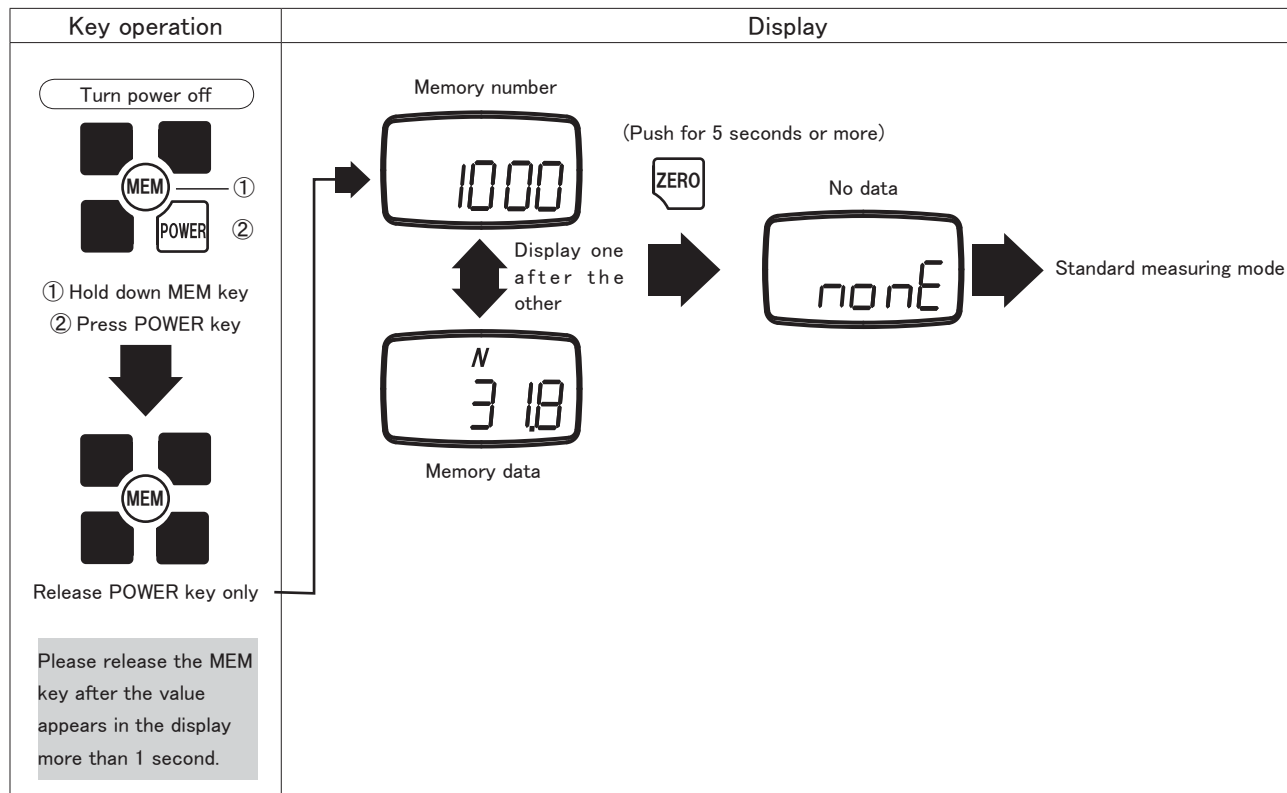 Key operation
Display
Turn power off
MEM
①
POWER
②
① Hold down MEM key
② Press POWER key
MEM
Release POWER key only
Please release the MEM
key after the value
appears in the display
more than 1 second.
Memory number
1000
Display one
after the
other
N
31.8
Memory data
(Push for 5 seconds or more)
ZERO
No data
nonE
Standard measuring mode